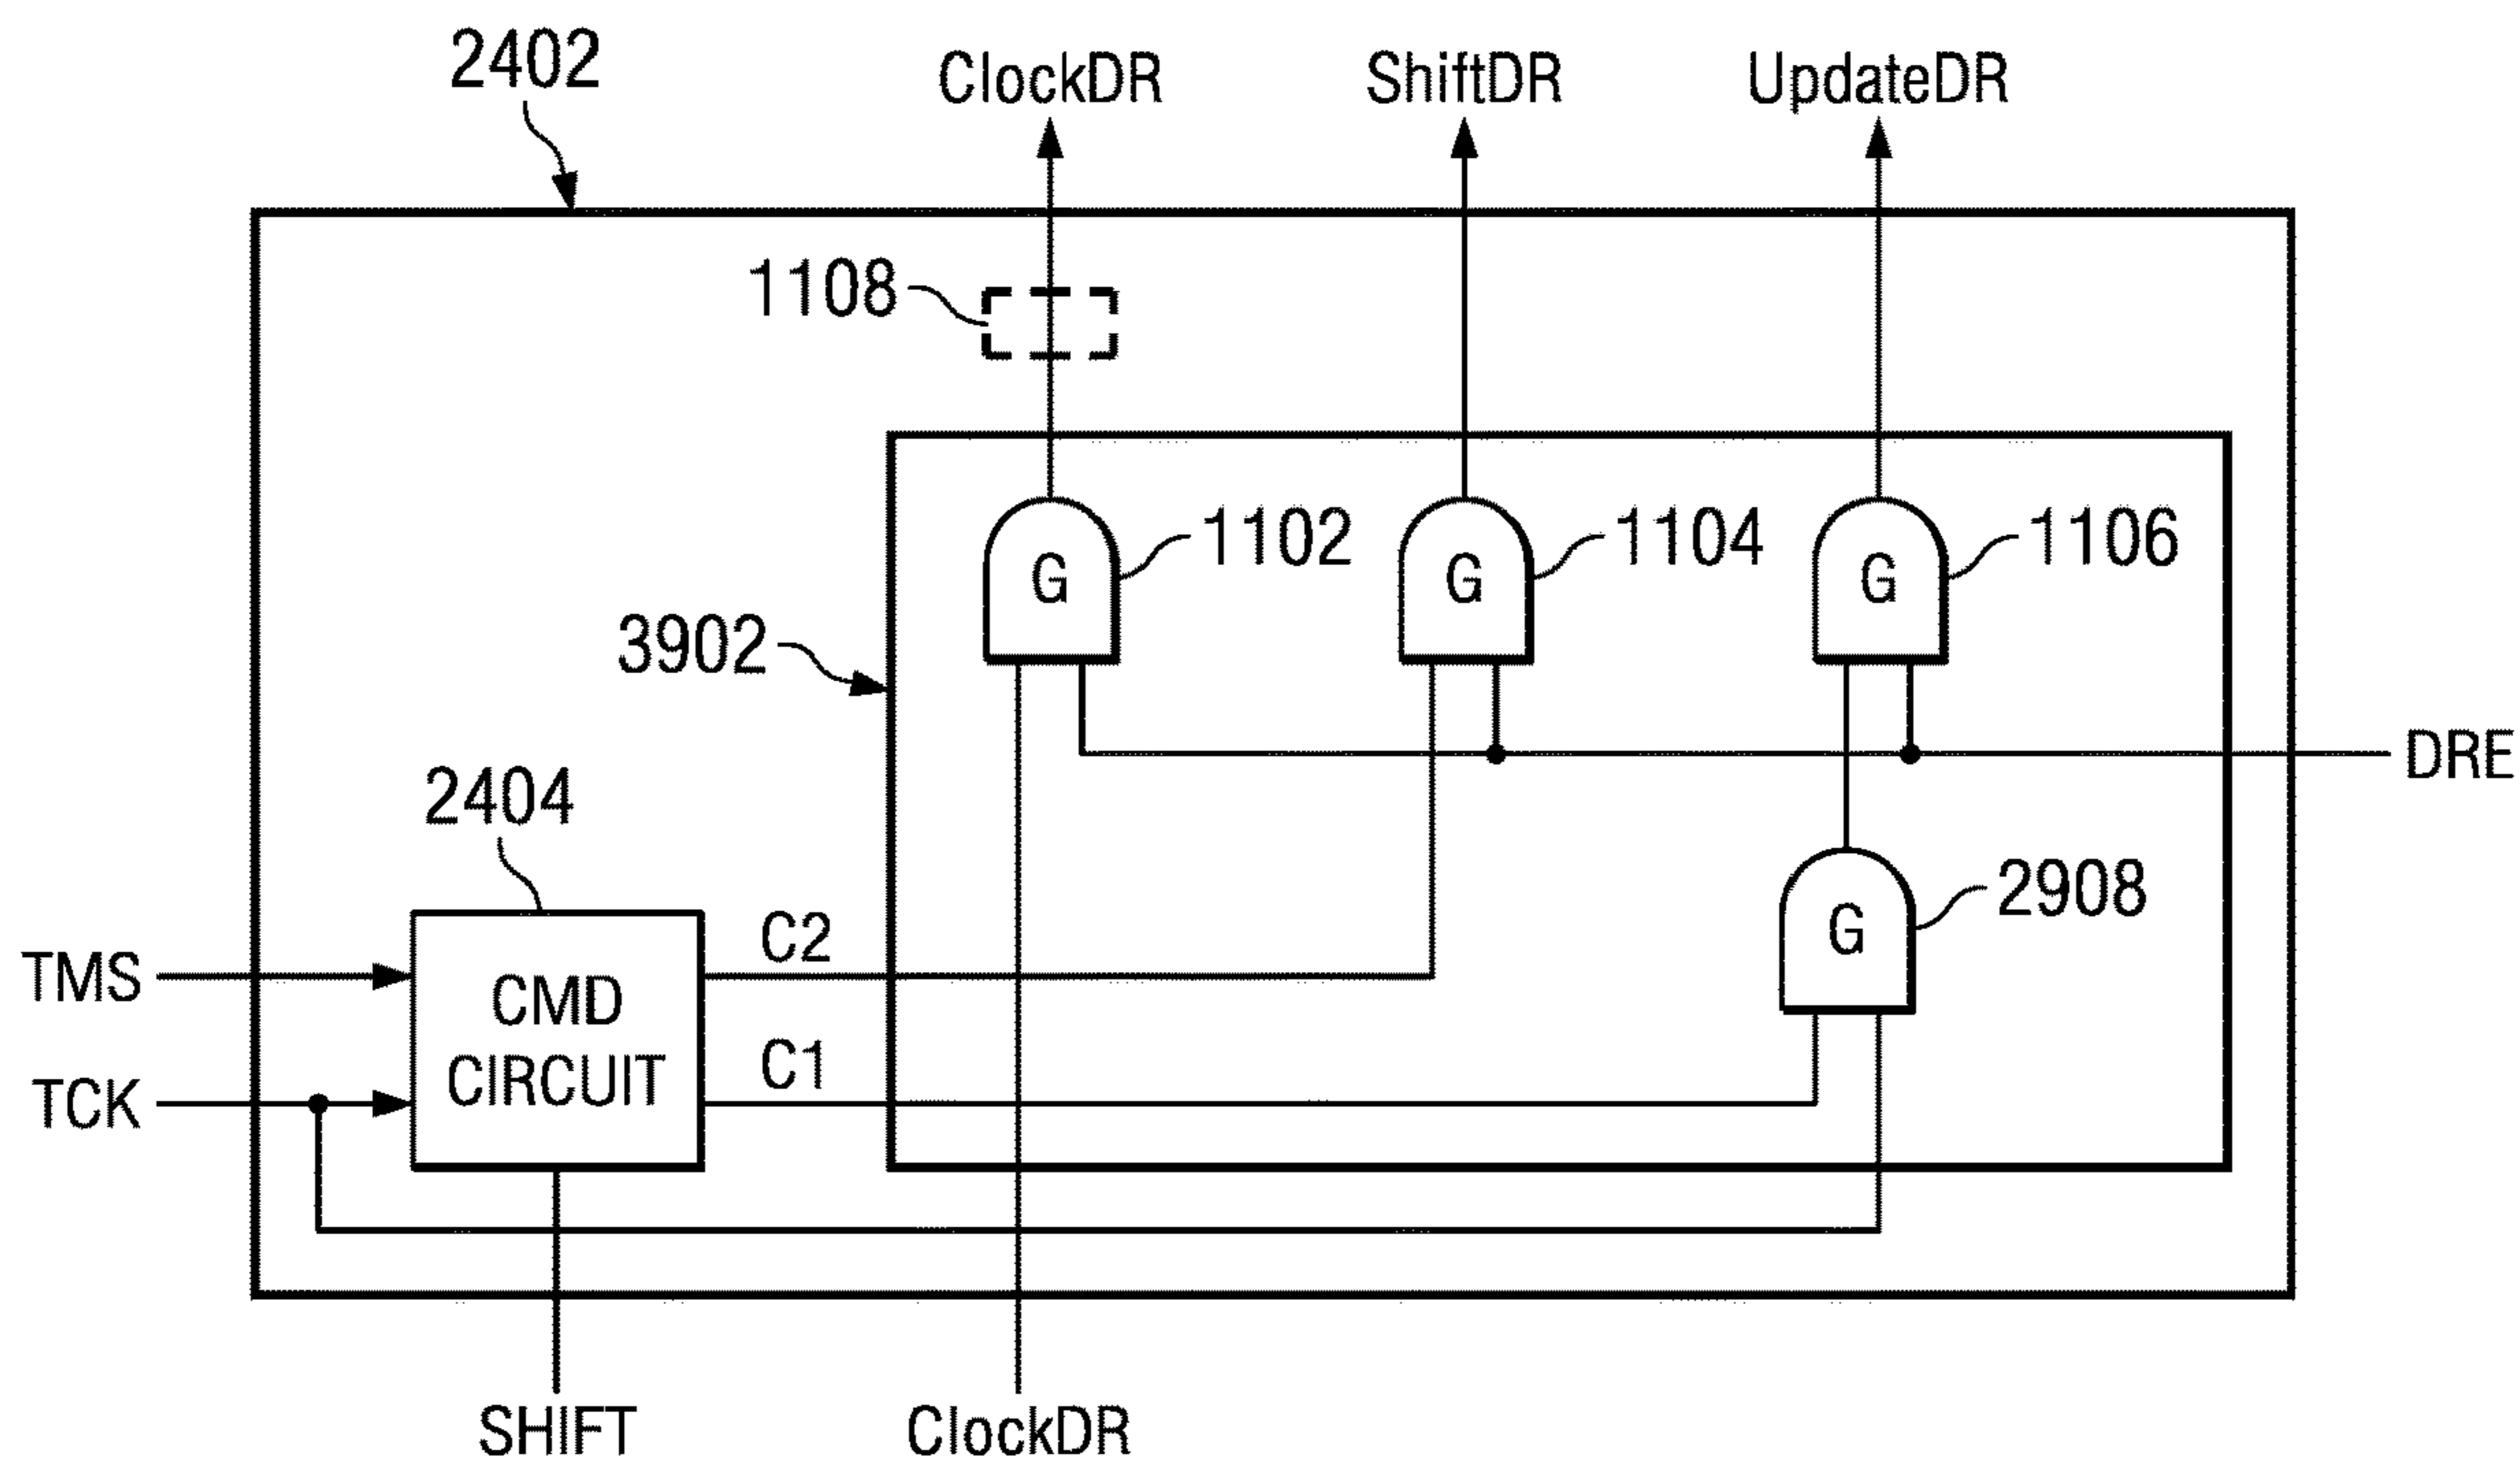 2402
ClockDR
ShiftDR
UpdateDR
1108
G
1102
G
1104
G
1106
3902
DRE
2404
G
2908
TMS
C2
CMD
CIRCUIT
TCK
C1
SHIFT
ClockDR